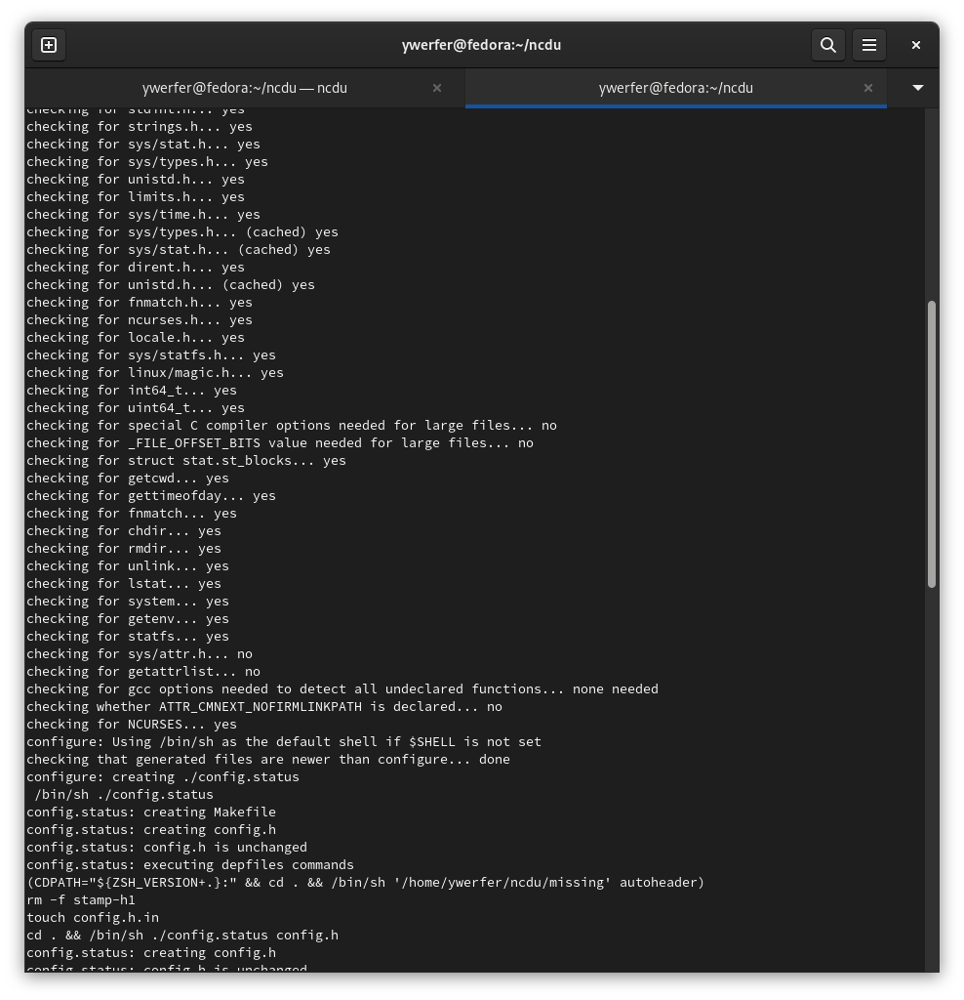 ywerfer@fedora:~/ncdu
ywerfer@fedora:~/ncdu — ncdu
ywerfer@fedora:~/ncdu
checking for stdint.h... yes
checking for strings.h... yes
checking for sys/stat.h... yes
checking for sys/types.h... yes
checking for unistd.h... yes
checking for limits.h... yes
checking for sys/time.h... yes
checking for sys/types.h... (cached) yes
checking for sys/stat.h... (cached) yes
checking for dirent.h... yes
checking for unistd.h... (cached) yes
checking for fnmatch.h... yes
checking for ncurses.h... yes
checking for locale.h... yes
checking for sys/statfs.h... yes
checking for linux/magic.h... yes
checking for int64_t... yes
checking for uint64_t... yes
checking for special C compiler options needed for large files... no
checking for _FILE_OFFSET_BITS value needed for large files... no
checking for struct stat.st_blocks... yes
checking for getcwd... yes
checking for gettimeofday... yes
checking for fnmatch... yes
checking for chdir... yes
checking for rmdir... yes
checking for unlink... yes
checking for lstat... yes
checking for system... yes
checking for getenv... yes
checking for statfs... yes
checking for sys/attr.h... no
checking for getattrlist... no
checking for gcc options needed to detect all undeclared functions... none needed
checking whether ATTR_CMNEXT_NOFIRMLINKPATH is declared... no
checking for NCURSES... yes
configure: Using /bin/sh as the default shell if $SHELL is not set
checking that generated files are newer than configure... done
configure: creating ./config.status
/bin/sh ./config.status
config.status: creating Makefile
config.status: creating config.h
config.status: config.h is unchanged
config.status: executing depfiles commands
(CDPATH="${ZSH_VERSION+.}:" && cd . && /bin/sh '/home/ywerfer/ncdu/missing' autoheader)
rm -f stamp-h1
touch config.h.in
cd . && /bin/sh ./config.status config.h
config.status: creating config.h
config.status: config.h is unchanged